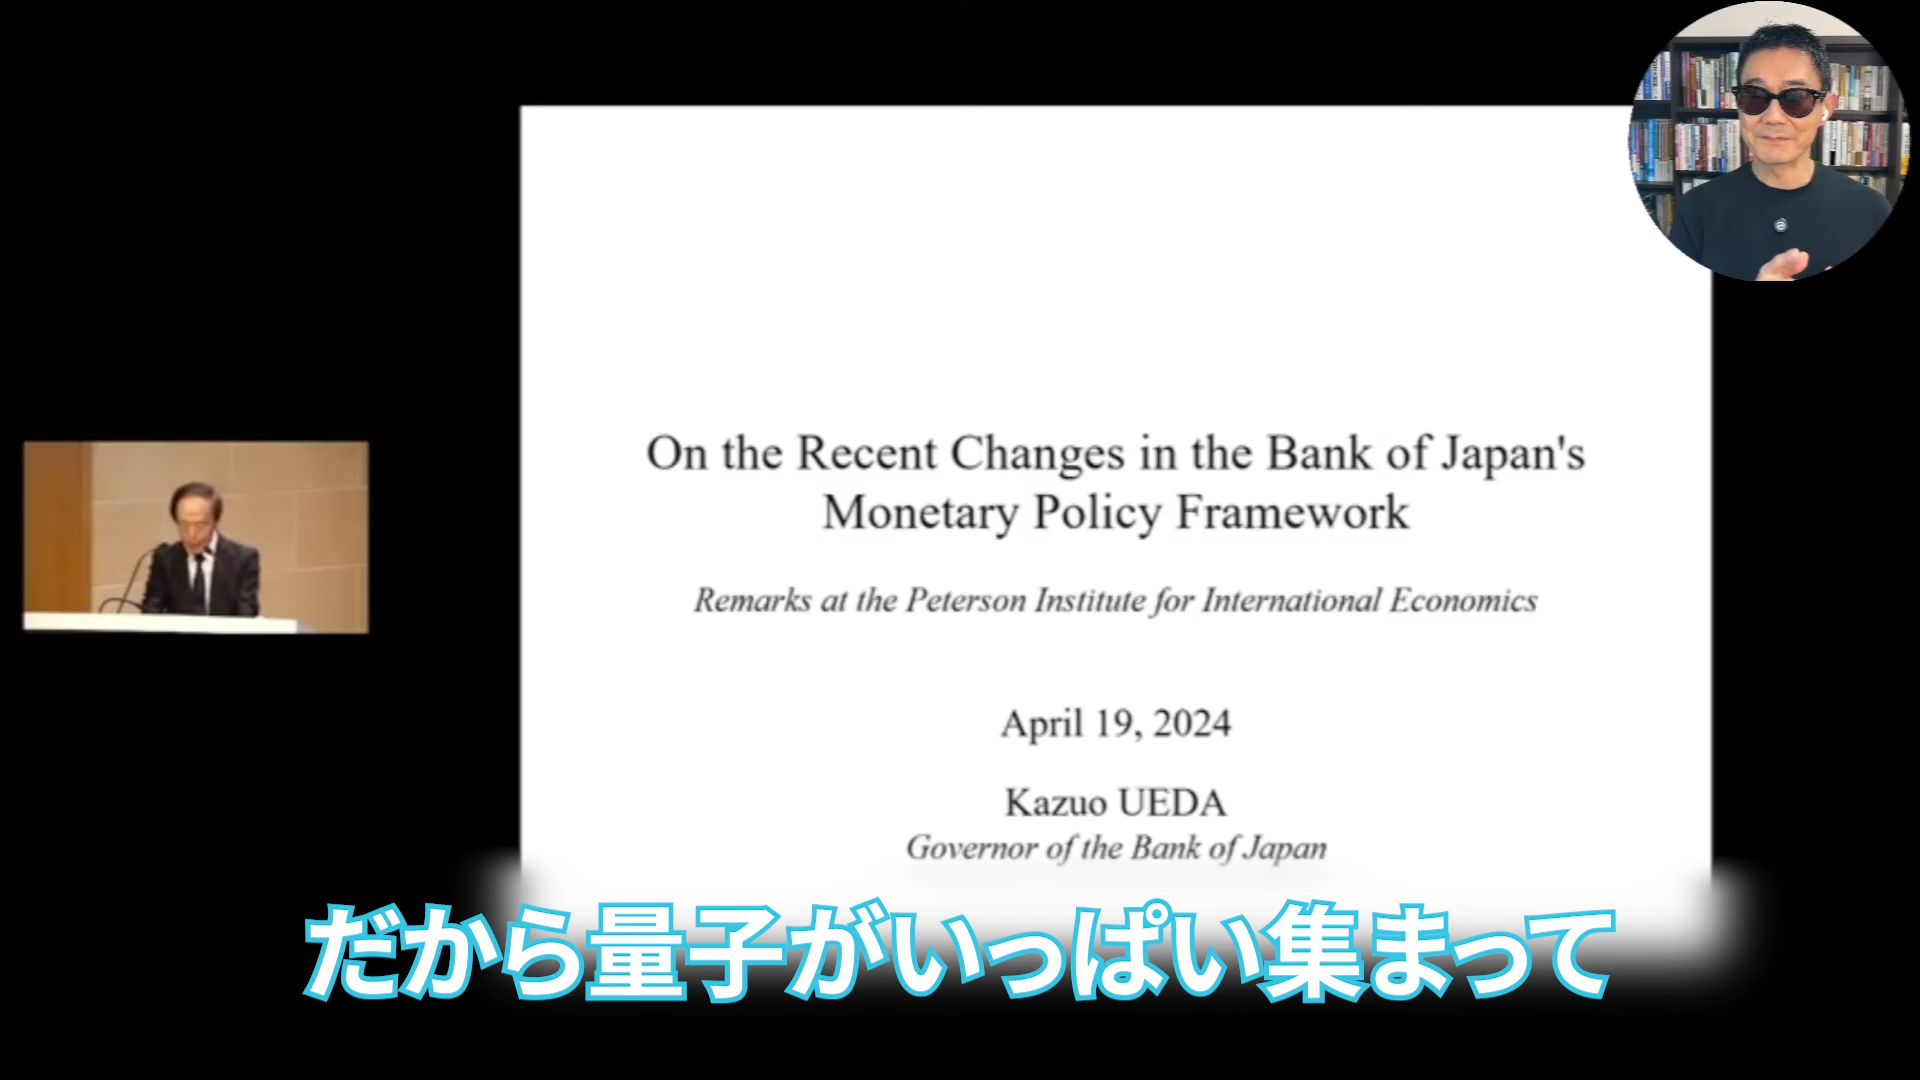 On the Recent Changes in the Bank of Japan's
Monetary Policy Framework
Remarks at the Peterson Institute for International Economics
April 19, 2024
Kazuo UEDA
Governor of the Bank of Japan
だから量子がいっぱい集まって